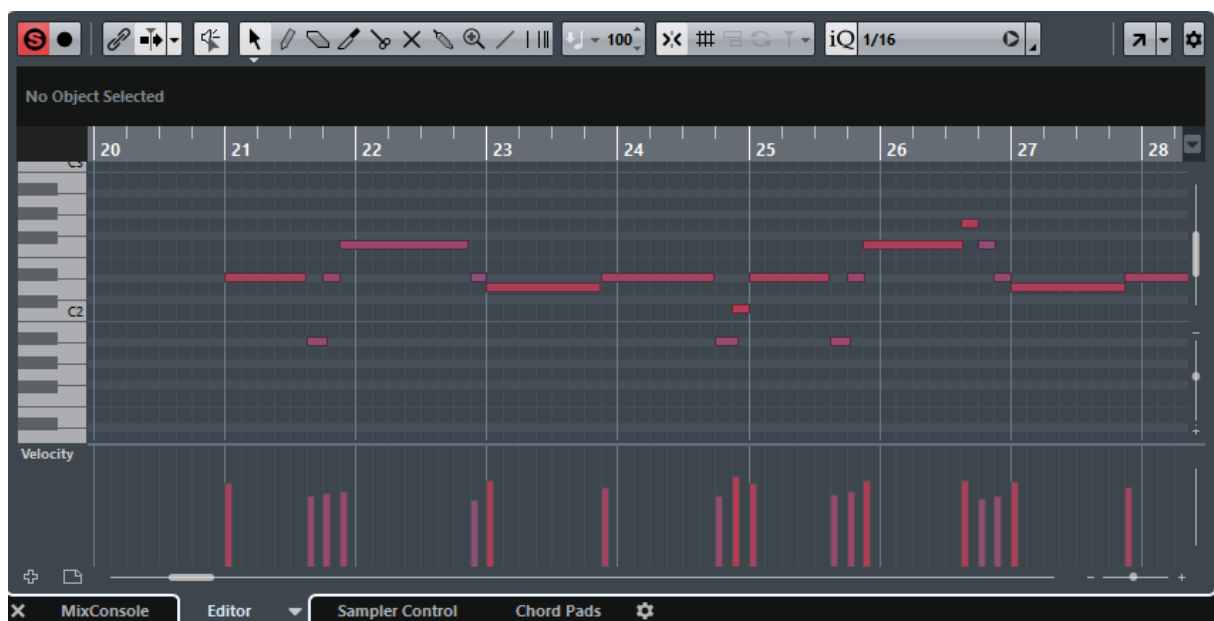 S 100 iQ 1/16
No Object Selected
20 21 22 23 24 25 26 27 28
C3
C2
Velocity
MixConsole Editor Sampler Control Chord Pads